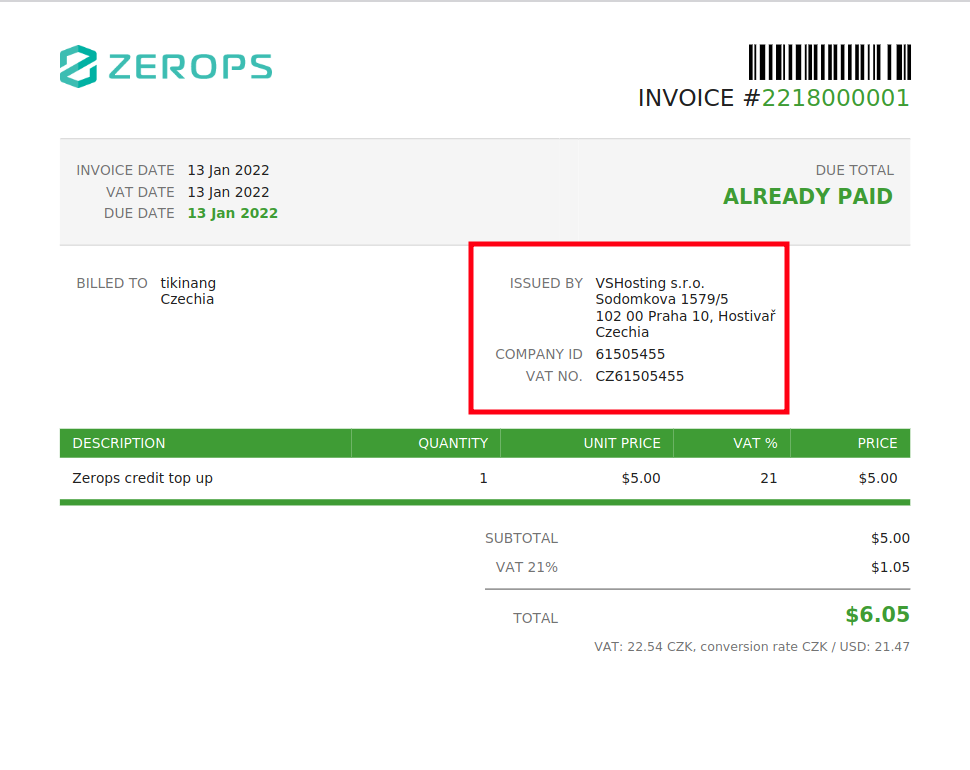 ZEROPS
INVOICE #2218000001
INVOICE DATE 13 Jan 2022
VAT DATE 13 Jan 2022
DUE DATE 13 Jan 2022
DUE TOTAL
ALREADY PAID
BILLED TO tikinang
Czechia
ISSUED BY VSHosting s.r.o.
Sodomkova 1579/5
102 00 Praha 10, Hostivař
Czechia
COMPANY ID 61505455
VAT NO. CZ61505455
DESCRIPTION QUANTITY UNIT PRICE VAT % PRICE
Zerops credit top up 1 $5.00 21 $5.00
SUBTOTAL $5.00
VAT 21% $1.05
TOTAL $6.05
VAT: 22.54 CZK, conversion rate CZK / USD: 21.47